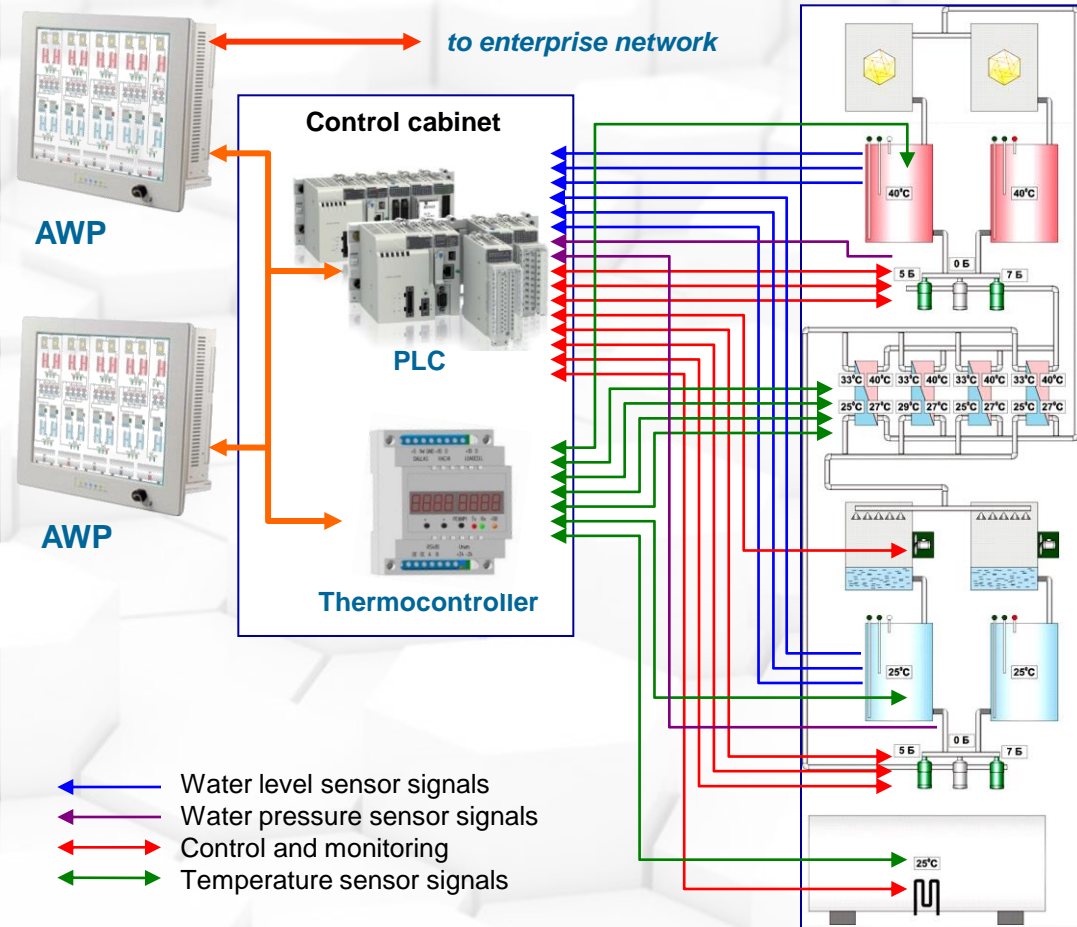 to enterprise network
Control cabinet
AWP
PLC
AWP
Thermocontroller
Water level sensor signals
Water pressure sensor signals
Control and monitoring
Temperature sensor signals
40°C
40°C
5 Б
0 Б
7 Б
33°C 40°C 33°C 40°C 33°C 40°C 33°C 40°C
25°C 27°C 29°C 27°C 25°C 27°C 25°C 27°C
25°C
25°C
5 Б
0 Б
7 Б
25°C